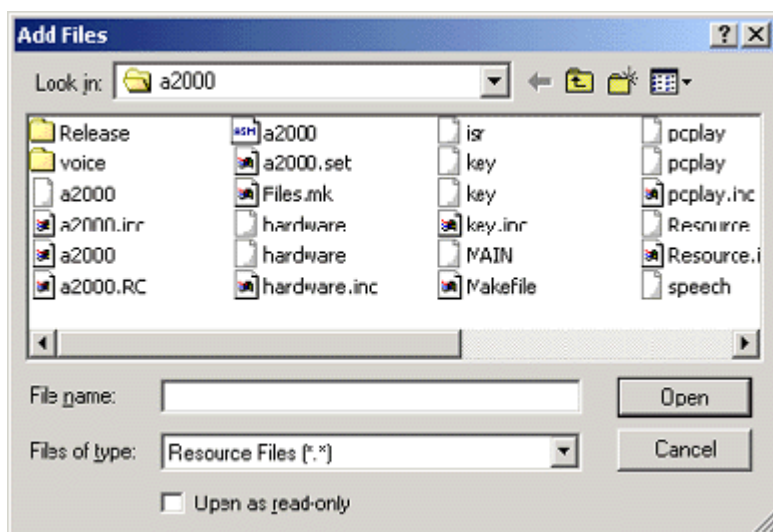 Add Files
Look in: a2000
Release
voice
a2000
a2000.inc
a2000
a2000.RC
a2000
a2000.set
Files.mk
hardware
hardware
hardware.inc
isr
key
key
key.inc
MAIN
Makefile
pcplay
pcplay
pcplay.inc
Resource
Resource.i
speech
File name:
Open
Files of type: Resource Files (*.*)
Cancel
Open as read-only